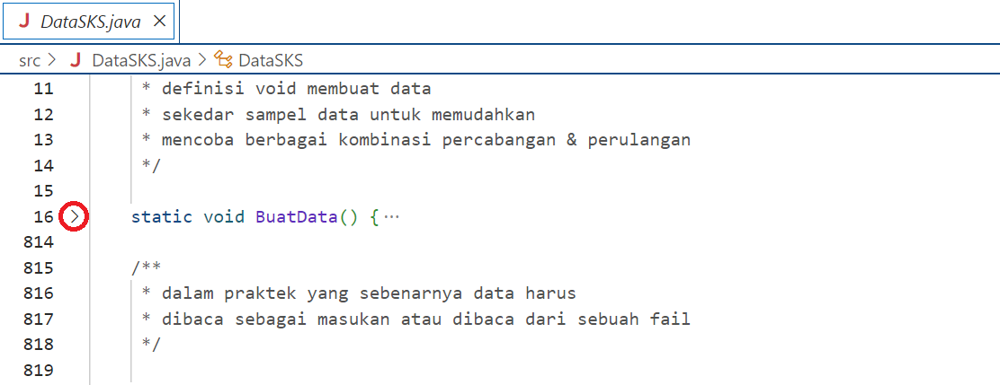 J DataSKS.java ×
src > J DataSKS.java > DataSKS
11 * definisi void membuat data
12 * sekedar sampel data untuk memudahkan
13 * mencoba berbagai kombinasi percabangan & perulangan
14 */
15
16 > static void BuatData() { ···
814
815 /**
816 * dalam praktek yang sebenarnya data harus
817 * dibaca sebagai masukan atau dibaca dari sebuah fail
818 */
819